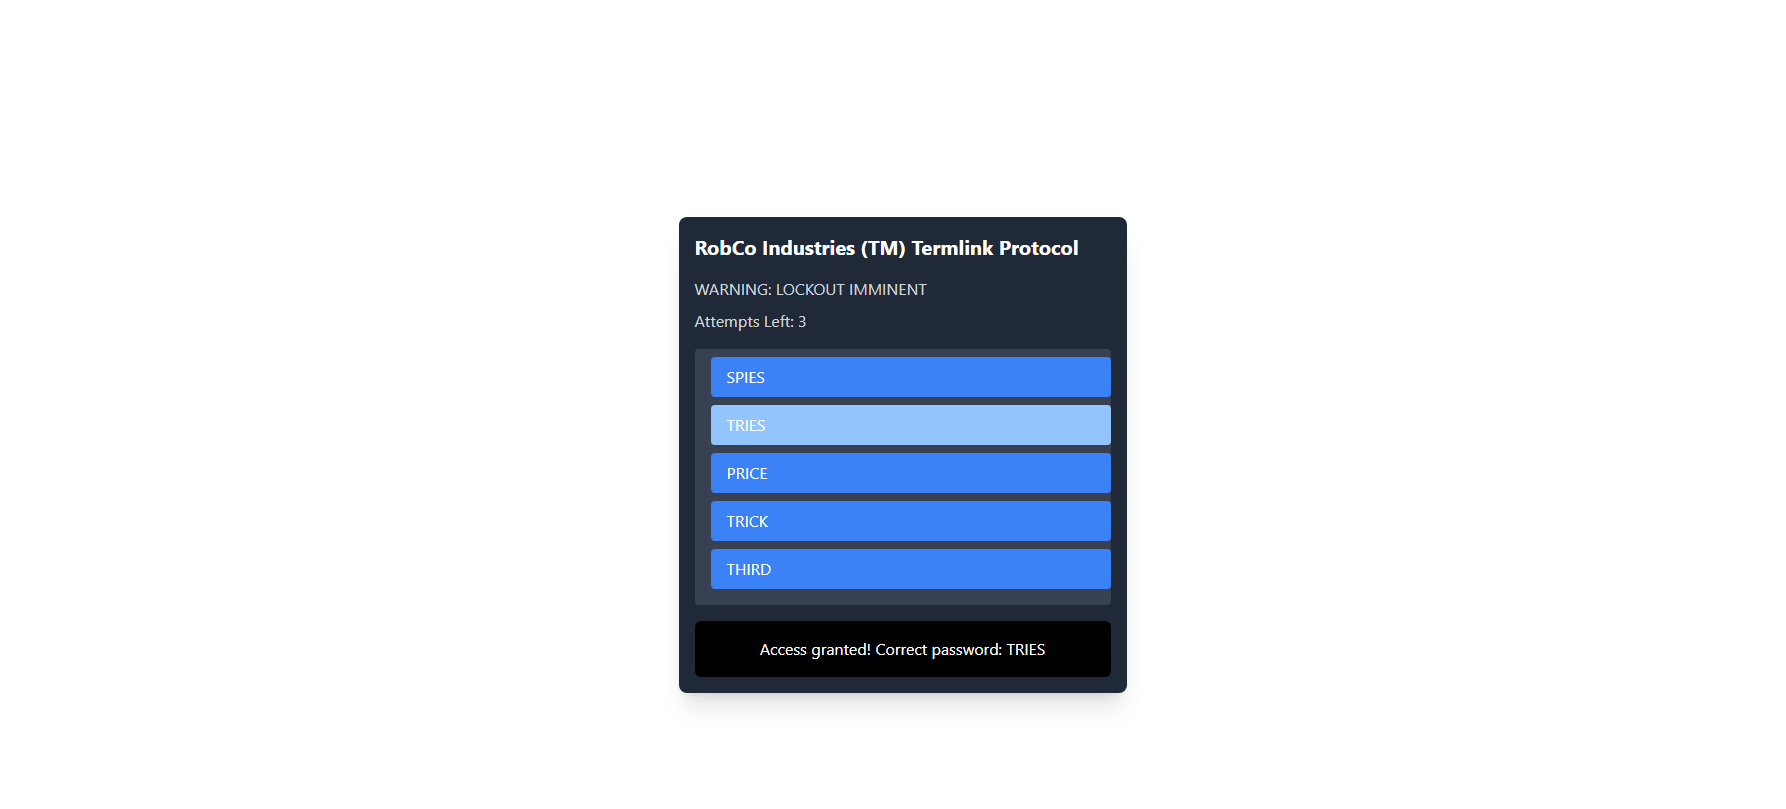 RobCo Industries (TM) Termlink Protocol
WARNING: LOCKOUT IMMINENT
Attempts Left: 3
SPIES
TRIES
PRICE
TRICK
THIRD
Access granted! Correct password: TRIES